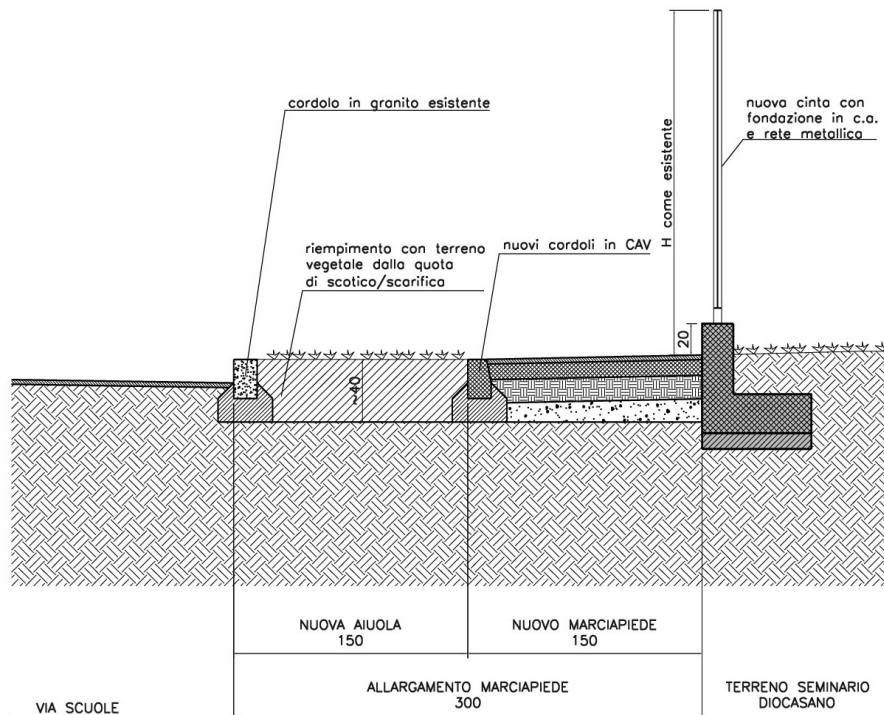 cordolo in granito esistente
nuova cinta con
fondazione in c.a.
e rete metallica
H come esistente
riempimento con terreno
vegetale dalla quota
di scotico/scarifica
nuovi cordoli in CAV
20
~40
NUOVA AIUOLA
150
NUOVO MARCIAPIEDE
150
ALLARGAMENTO MARCIAPIEDE
300
TERRENO SEMINARIO
DIOCASANO
VIA SCUOLE